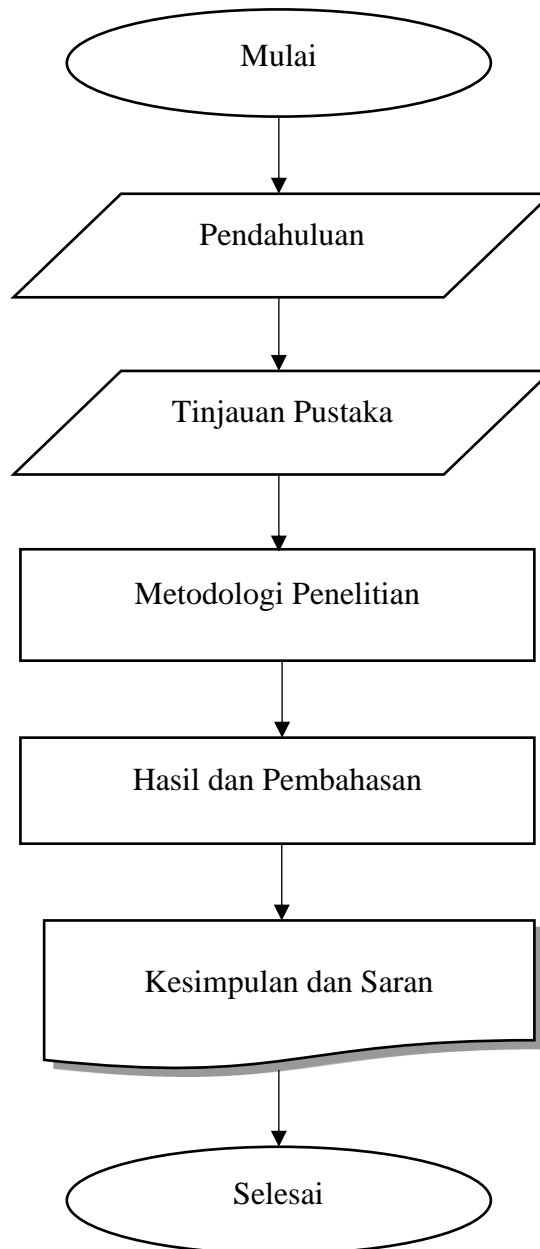 Mulai
Pendahuluan
Tinjauan Pustaka
Metodologi Penelitian
Hasil dan Pembahasan
Kesimpulan dan Saran
Selesai